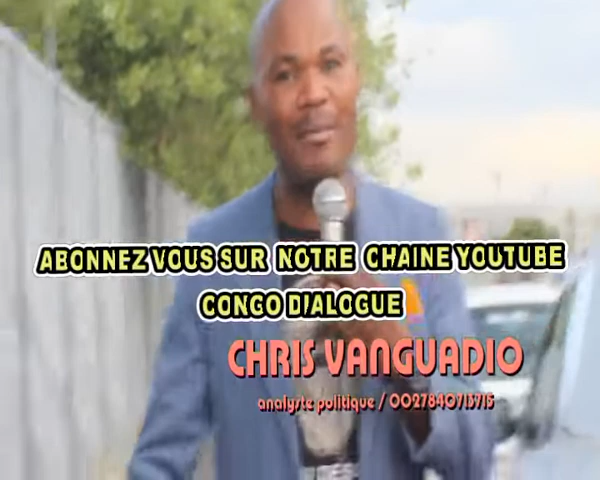 ABONNEZ VOUS SUR NOTRE CHAINE YOUTUBE
CONGO DIALOGUE
CHRIS VANGUADIO
analyste politique / 0027840713715